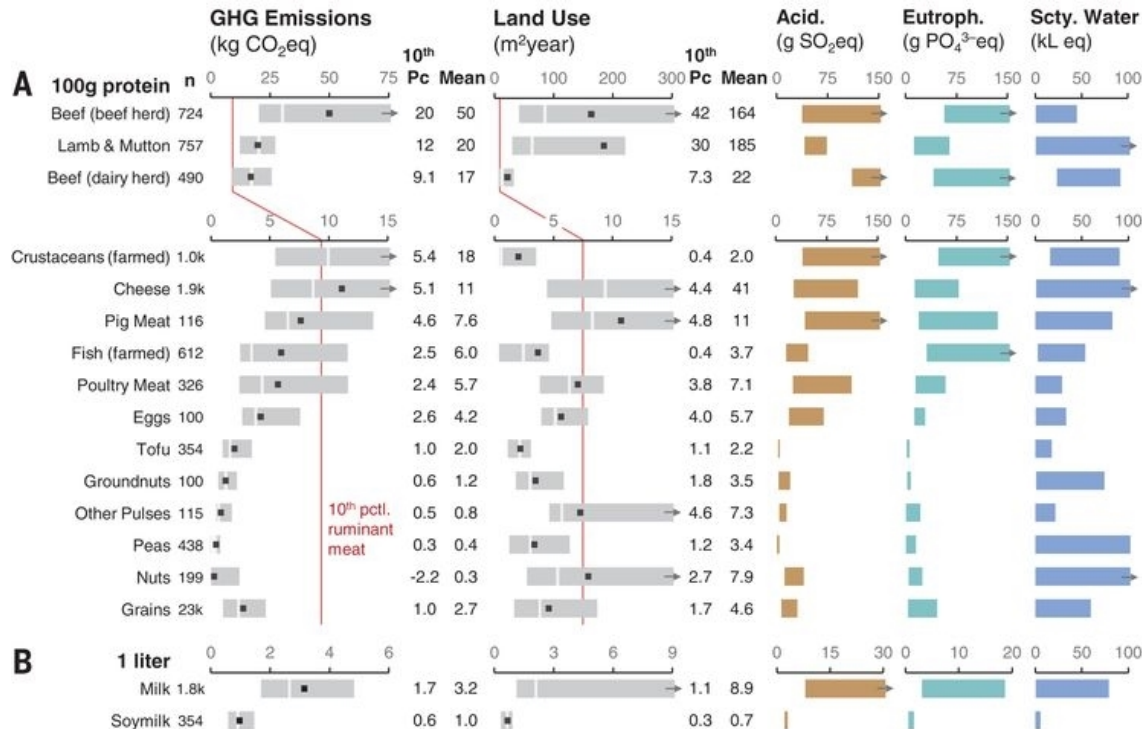 GHG Emissions Land Use Acid. Eutroph. Scty. Water
(kg CO₂eq) (m²year) (g SO₂eq) (g PO₄³⁻eq) (kL eq)
10th 10th
A 100g protein n 0 25 50 75 Pc Mean 0 100 200 300 Pc Mean 0 75 150 0 75 150 0 50 100
Beef (beef herd) 724 20 50 42 164
Lamb & Mutton 757 12 20 30 185
Beef (dairy herd) 490 9.1 17 7.3 22
0 5 10 15 0 5 10 15 0 75 150 0 75 150 0 50 100
Crustaceans (farmed) 1.0k 5.4 18 0.4 2.0
Cheese 1.9k 5.1 11 4.4 41
Pig Meat 116 4.6 7.6 4.8 11
Fish (farmed) 612 2.5 6.0 0.4 3.7
Poultry Meat 326 2.4 5.7 3.8 7.1
Eggs 100 2.6 4.2 4.0 5.7
Tofu 354 1.0 2.0 1.1 2.2
Groundnuts 100 0.6 1.2 1.8 3.5
Other Pulses 115 10th pctl. 0.5 0.8 4.6 7.3
ruminant
Peas 438 meat 0.3 0.4 1.2 3.4
Nuts 199 -2.2 0.3 2.7 7.9
Grains 23k 1.0 2.7 1.7 4.6
B 1 liter 0 2 4 6 0 3 6 9 0 15 30 0 10 20 0 50 100
Milk 1.8k 1.7 3.2 1.1 8.9
Soymilk 354 0.6 1.0 0.3 0.7